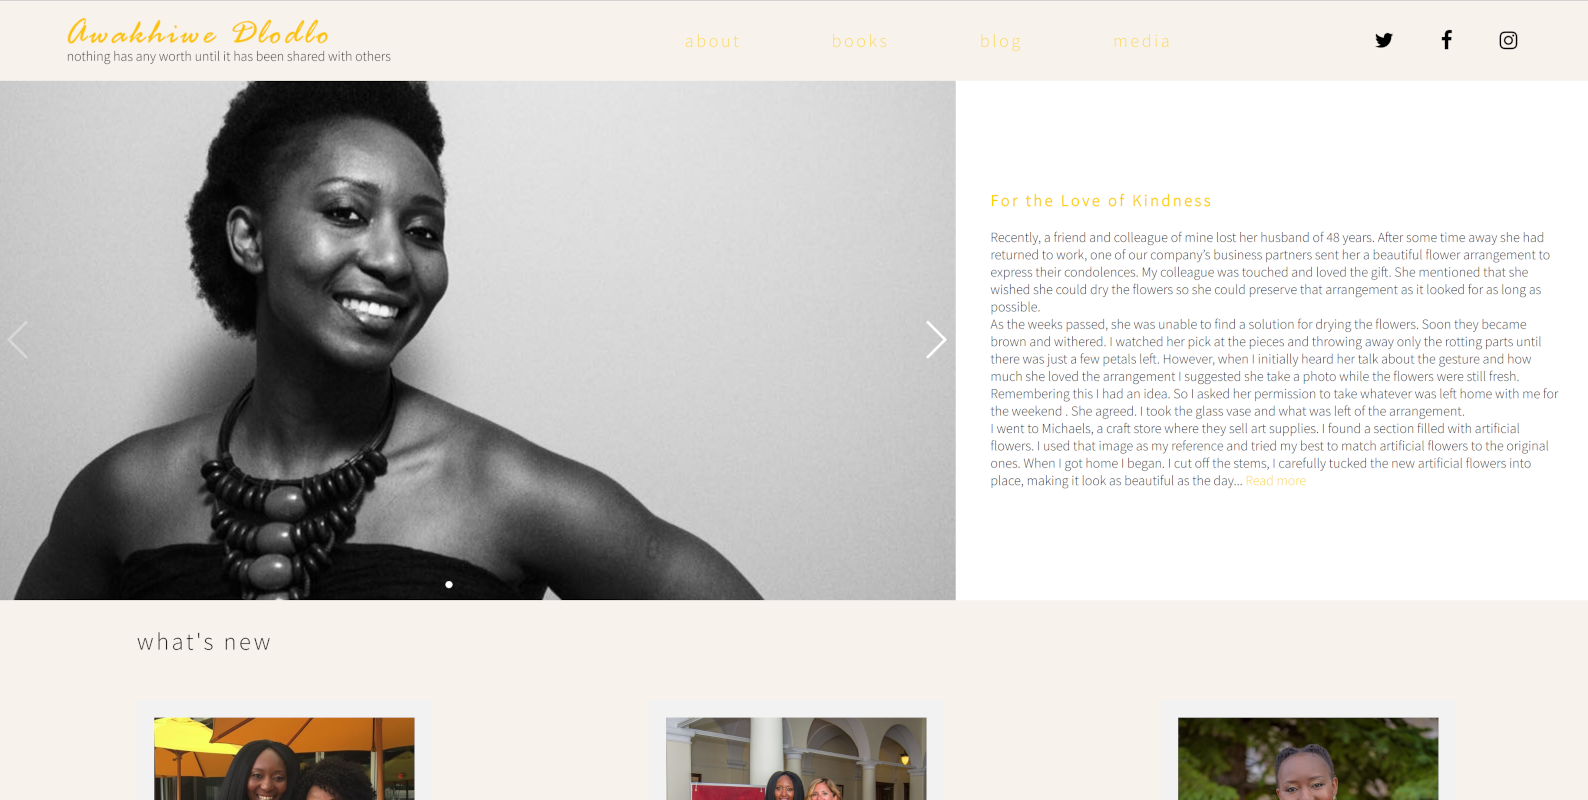 Awakhiwe Dlodlo
nothing has any worth until it has been shared with others
about books blog media
For the Love of Kindness
Recently, a friend and colleague of mine lost her husband of 48 years. After some time away she had
returned to work, one of our company's business partners sent her a beautiful flower arrangement to
express their condolences. My colleague was touched and loved the gift. She mentioned that she
wished she could dry the flowers so she could preserve that arrangement as it looked for as long as
possible.
As the weeks passed, she was unable to find a solution for drying the flowers. Soon they became
brown and withered. I watched her pick at the pieces and throwing away only the rotting parts until
there was just a few petals left. However, when I initially heard her talk about the gesture and how
much she loved the arrangement I suggested she take a photo while the flowers were still fresh.
Remembering this I had an idea. So I asked her permission to take whatever was left home with me for
the weekend . She agreed. I took the glass vase and what was left of the arrangement.
I went to Michaels, a craft store where they sell art supplies. I found a section filled with artificial
flowers. I used that image as my reference and tried my best to match artificial flowers to the original
ones. When I got home I began. I cut off the stems, I carefully tucked the new artificial flowers into
place, making it look as beautiful as the day... Read more
what's new